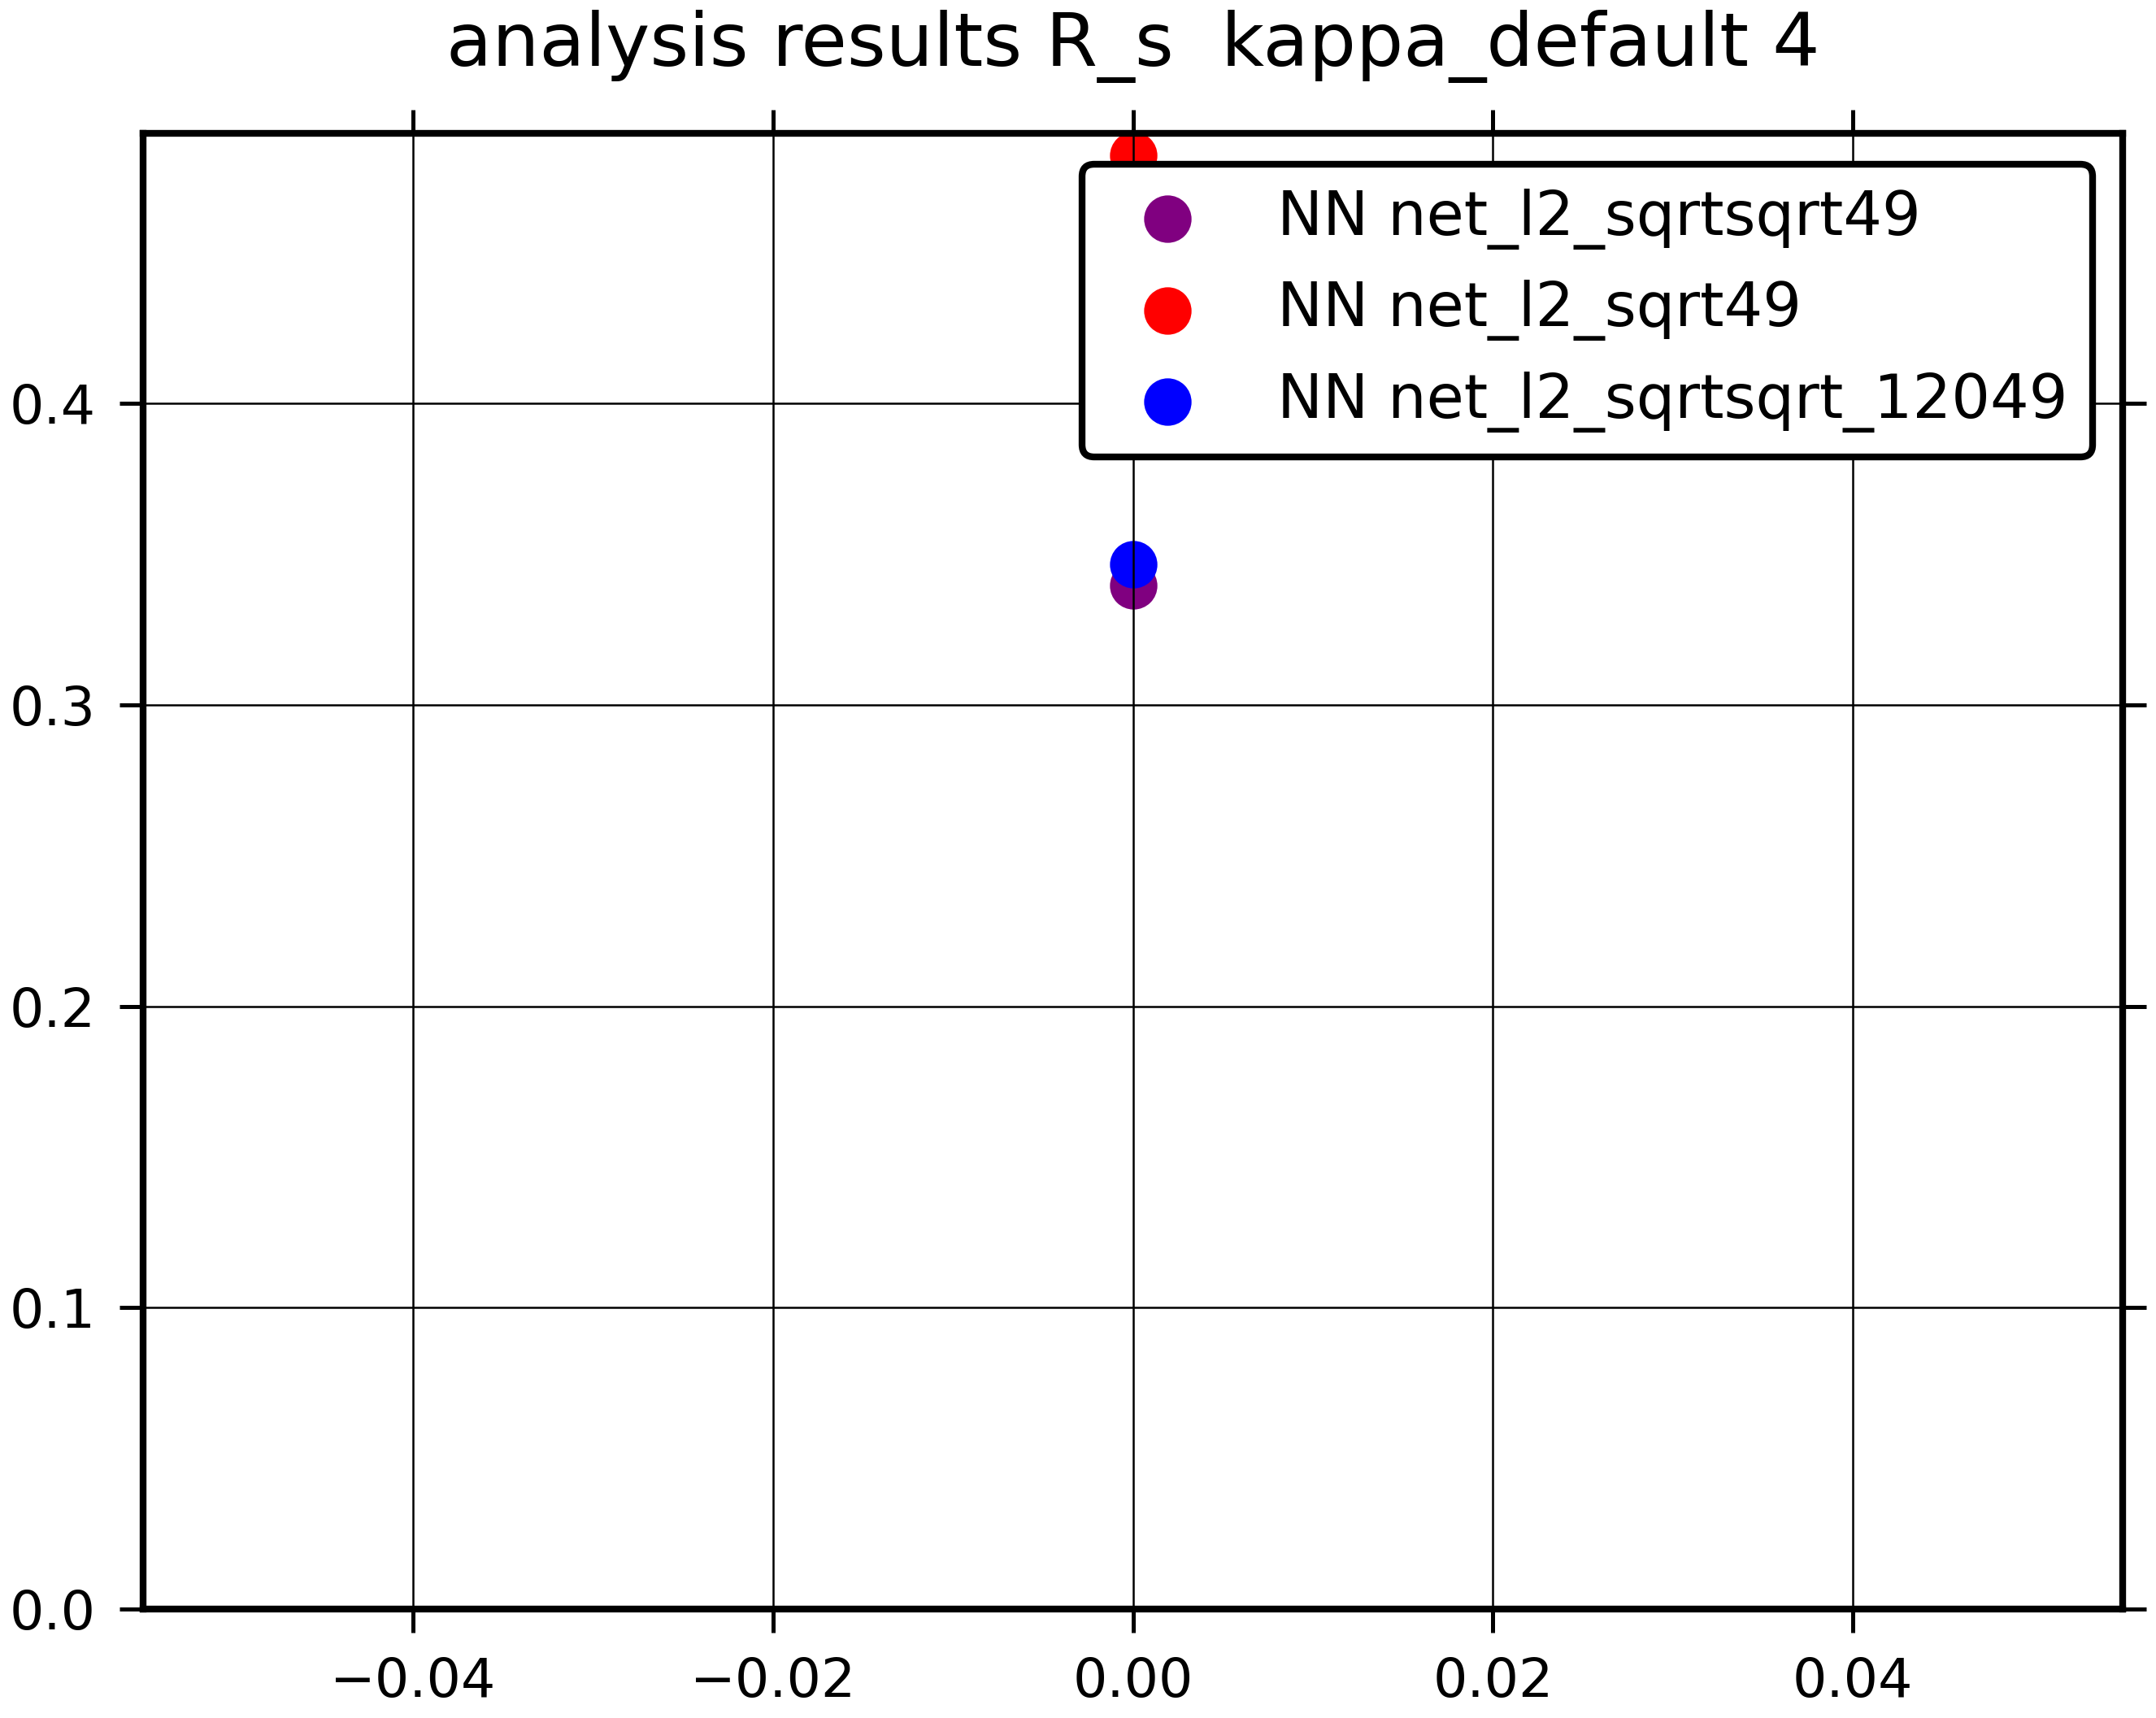 analysis results R_s  kappa_default 4
NN net_l2_sqrtsqrt49
NN net_l2_sqrt49
NN net_l2_sqrtsqrt_12049
0.4
0.3
0.2
0.1
0.0
−0.04 −0.02 0.00 0.02 0.04